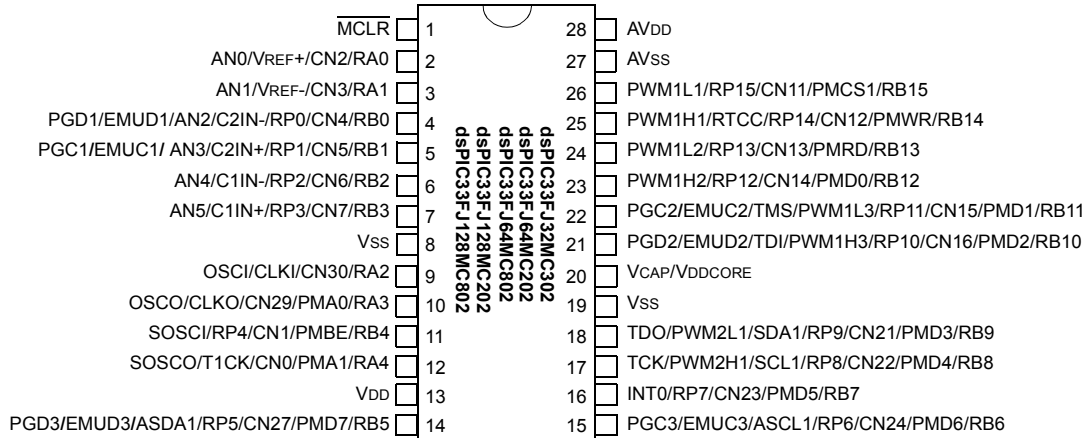 MCLR 1
AN0/VREF+/CN2/RA0 2
AN1/VREF-/CN3/RA1 3
PGD1/EMUD1/AN2/C2IN-/RP0/CN4/RB0 4
PGC1/EMUC1/ AN3/C2IN+/RP1/CN5/RB1 5
AN4/C1IN-/RP2/CN6/RB2 6
AN5/C1IN+/RP3/CN7/RB3 7
VSS 8
OSCI/CLKI/CN30/RA2 9
OSCO/CLKO/CN29/PMA0/RA3 10
SOSCI/RP4/CN1/PMBE/RB4 11
SOSCO/T1CK/CN0/PMA1/RA4 12
VDD 13
PGD3/EMUD3/ASDA1/RP5/CN27/PMD7/RB5 14
dsPIC33FJ32MC302
dsPIC33FJ64MC202
dsPIC33FJ64MC802
dsPIC33FJ128MC202
dsPIC33FJ128MC802
28 AVDD
27 AVSS
26 PWM1L1/RP15/CN11/PMCS1/RB15
25 PWM1H1/RTCC/RP14/CN12/PMWR/RB14
24 PWM1L2/RP13/CN13/PMRD/RB13
23 PWM1H2/RP12/CN14/PMD0/RB12
22 PGC2/EMUC2/TMS/PWM1L3/RP11/CN15/PMD1/RB11
21 PGD2/EMUD2/TDI/PWM1H3/RP10/CN16/PMD2/RB10
20 VCAP/VDDCORE
19 VSS
18 TDO/PWM2L1/SDA1/RP9/CN21/PMD3/RB9
17 TCK/PWM2H1/SCL1/RP8/CN22/PMD4/RB8
16 INT0/RP7/CN23/PMD5/RB7
15 PGC3/EMUC3/ASCL1/RP6/CN24/PMD6/RB6